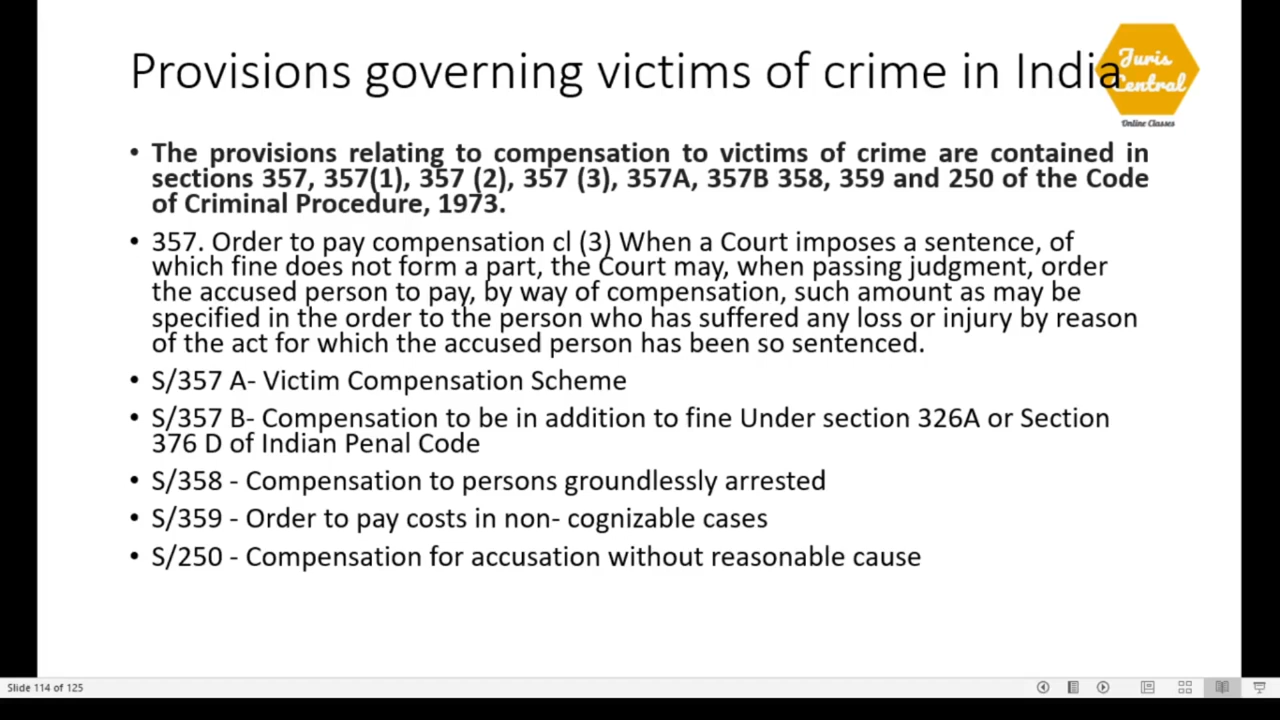 Provisions governing victims of crime in India
Juris
Central
Online Classes
• The provisions relating to compensation to victims of crime are contained in
sections 357, 357(1), 357 (2), 357 (3), 357A, 357B 358, 359 and 250 of the Code
of Criminal Procedure, 1973.
• 357. Order to pay compensation cl (3) When a Court imposes a sentence, of
which fine does not form a part, the Court may, when passing judgment, order
the accused person to pay, by way of compensation, such amount as may be
specified in the order to the person who has suffered any loss or injury by reason
of the act for which the accused person has been so sentenced.
• S/357 A- Victim Compensation Scheme
• S/357 B- Compensation to be in addition to fine Under section 326A or Section
376 D of Indian Penal Code
• S/358 - Compensation to persons groundlessly arrested
• S/359 - Order to pay costs in non- cognizable cases
• S/250 - Compensation for accusation without reasonable cause
Slide 114 of 125